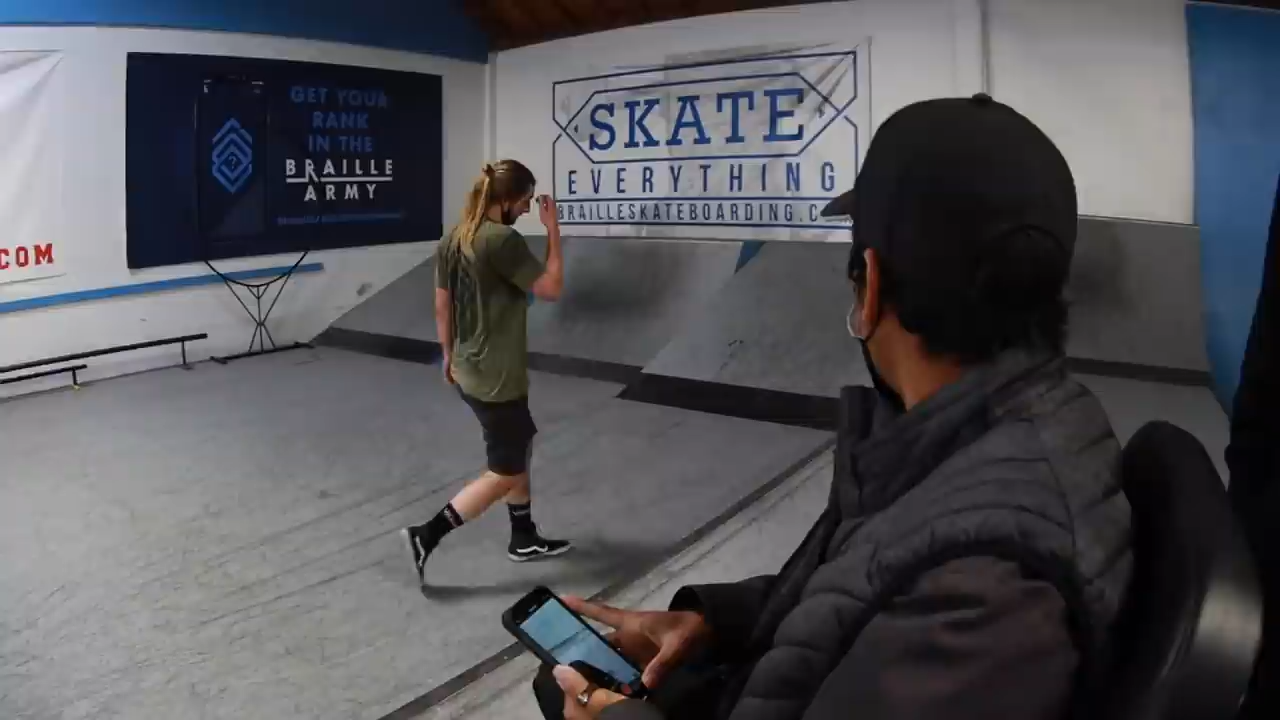 COM
GET YOUR
RANK
IN THE
BRAILLE
ARMY
?
SKATE
EVERYTHING
BRAILLESKATEBOARDING.C